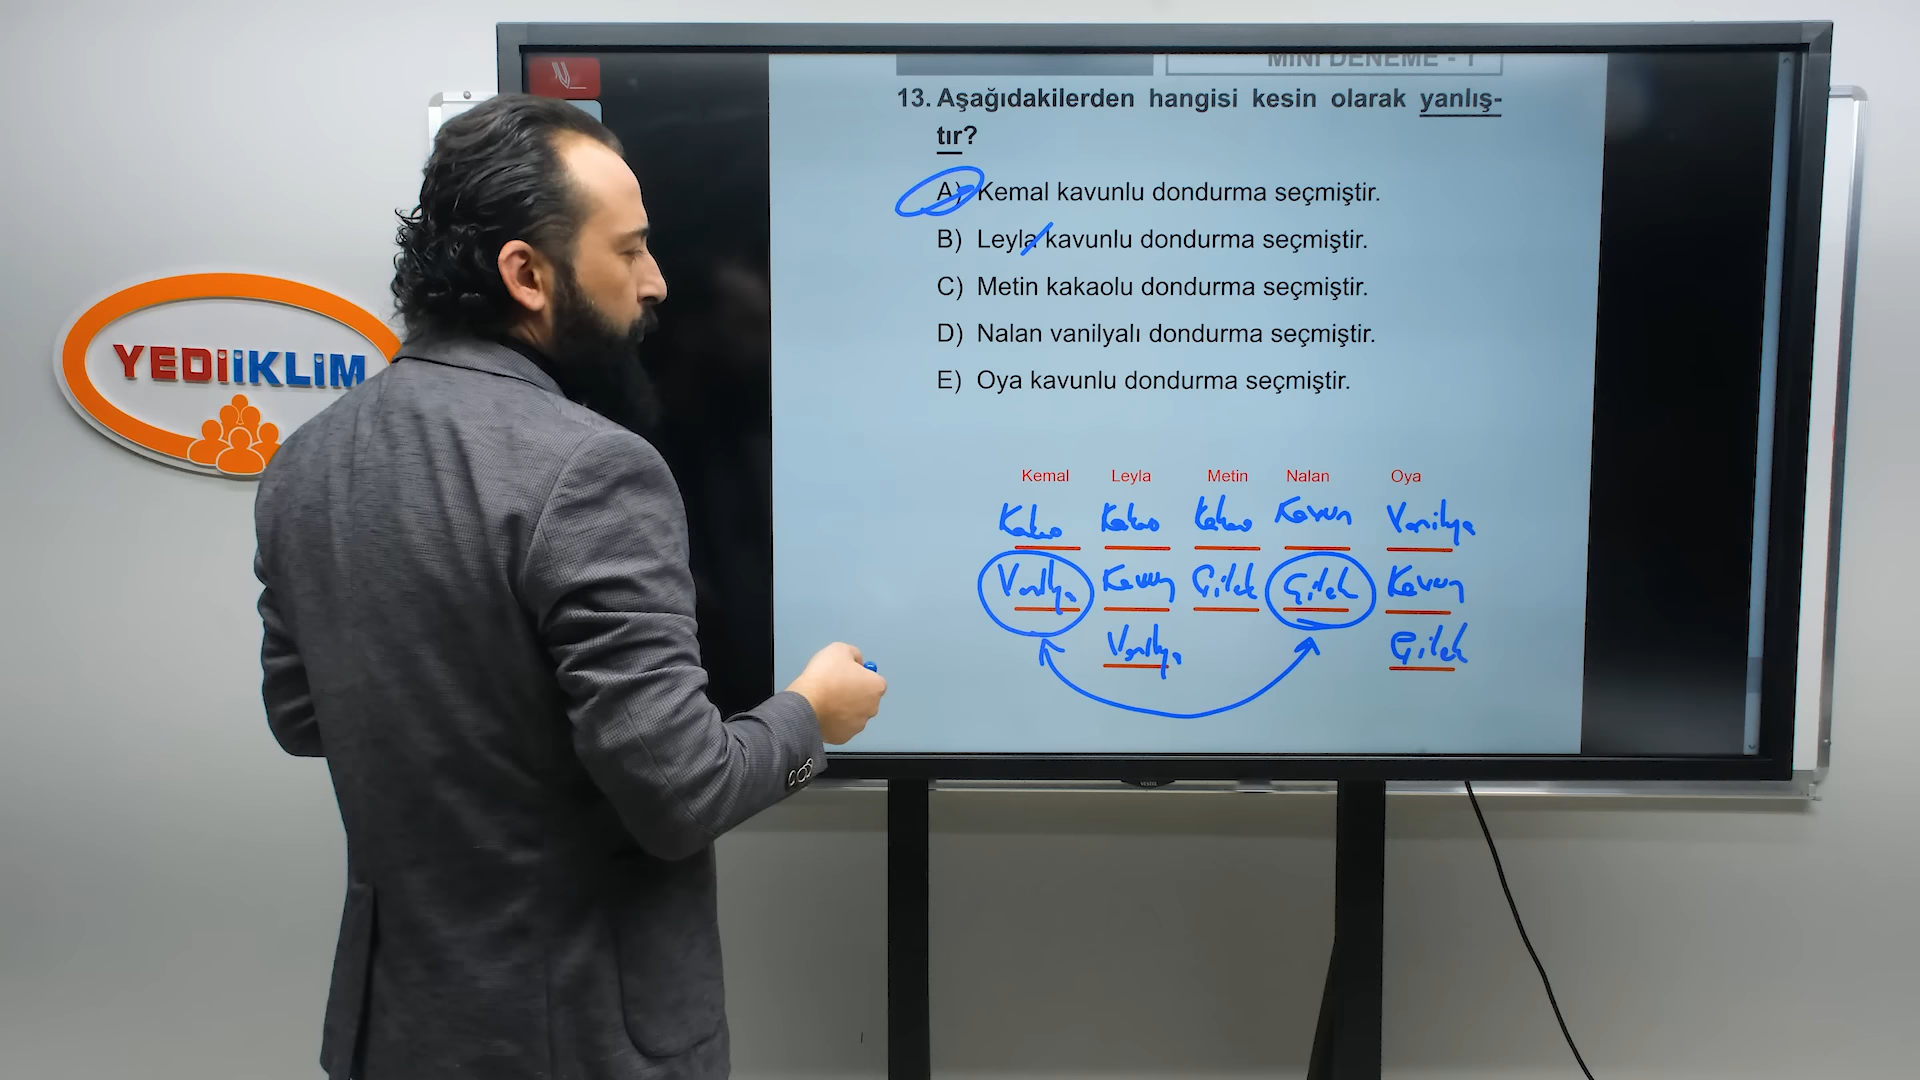 MİNİ DENEME - 1
13. Aşağıdakilerden hangisi kesin olarak yanlış-
tır?
A) Kemal kavunlu dondurma seçmiştir.
B) Leyla kavunlu dondurma seçmiştir.
C) Metin kakaolu dondurma seçmiştir.
D) Nalan vanilyalı dondurma seçmiştir.
E) Oya kavunlu dondurma seçmiştir.
YEDiiKLiM
Kemal Leyla Metin Nalan Oya
Kakao Kakao Kakao Kavun Vanilya
Vanilya Kavun Çilek Çilek Kavun
Vanilya Çilek